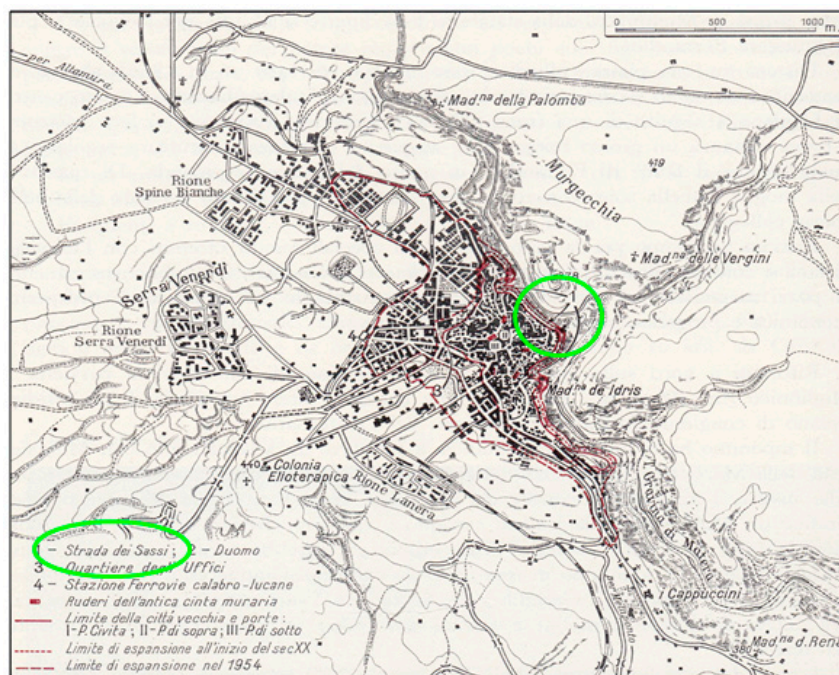 0 500 1000
m.
per Altamura
Mad.na della Palomba
419
Murgecchia
Rione
Spine Bianche
Mad.na delle Vergini
Serra Venerdì
1
Rione
Serra Venerdì
4
3
Mad.na de Idris
440
Colonia
Elioterapica
Rione Lanera
T. Gravina di Matera
1 – Strada dei Sassi; 2 – Duomo
3 – Quartiere degli Uffici
4 – Stazione Ferrovie calabro-lucane
Ruderi dell'antica cinta muraria
Limite della città vecchia e porte:
I-P. Civita; II-P. di sopra; III-P. di sotto
Limite di espansione all'inizio del sec XX
Limite di espansione nel 1954
i Cappuccini
380
Mad.na d. Rena